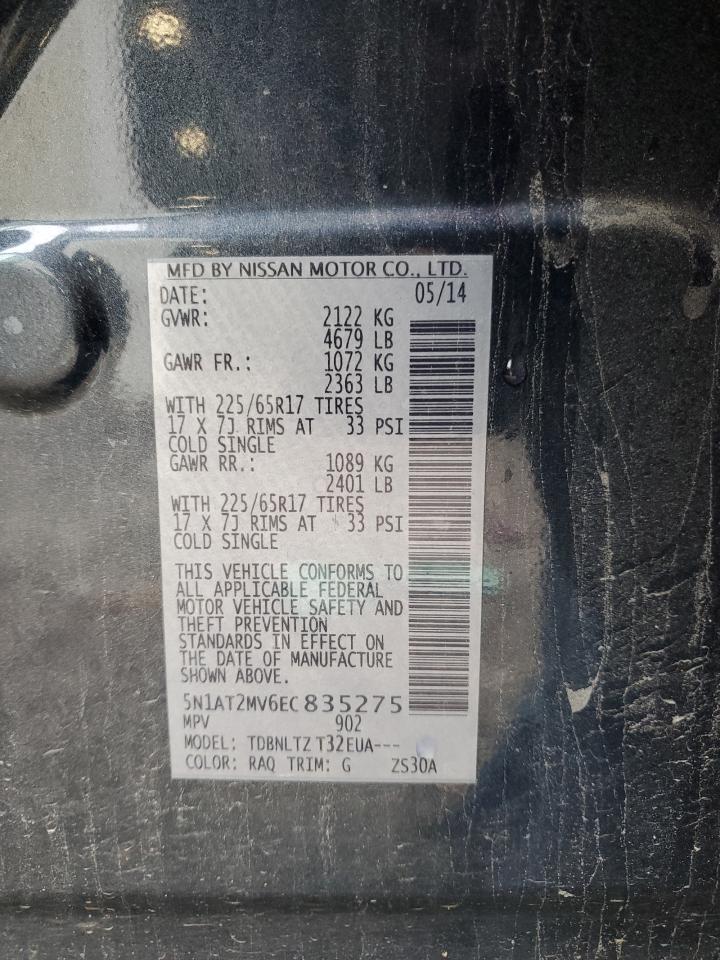 MFD BY NISSAN MOTOR CO., LTD.
DATE: 05/14
GVWR: 2122 KG
4679 LB
GAWR FR.: 1072 KG
2363 LB
WITH 225/65R17 TIRES
17 X 7J RIMS AT 33 PSI
COLD SINGLE
GAWR RR.: 1089 KG
2401 LB
WITH 225/65R17 TIRES
17 X 7J RIMS AT 33 PSI
COLD SINGLE
THIS VEHICLE CONFORMS TO
ALL APPLICABLE FEDERAL
MOTOR VEHICLE SAFETY AND
THEFT PREVENTION
STANDARDS IN EFFECT ON
THE DATE OF MANUFACTURE
SHOWN ABOVE.
5N1AT2MV6EC835275
MPV 902
MODEL: TDBNLTZ T32EUA---
COLOR: RAQ TRIM: G ZS30A